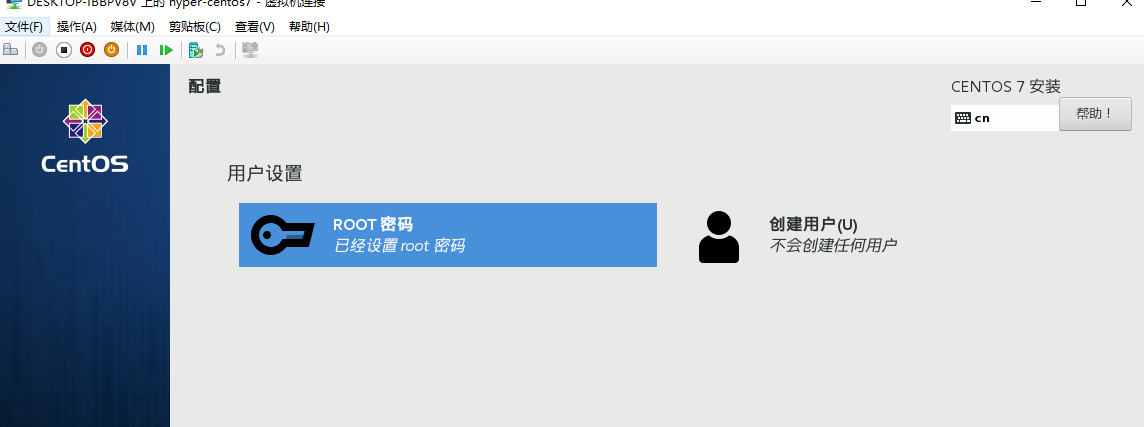 DESKTOP-IBBPV8V 上的 hyper-centos7 - 虚拟机连接
文件(F) 操作(A) 媒体(M) 剪贴板(C) 查看(V) 帮助(H)
配置
CENTOS 7 安装
cn
帮助！
CentOS
用户设置
ROOT 密码
已经设置 root 密码
创建用户(U)
不会创建任何用户